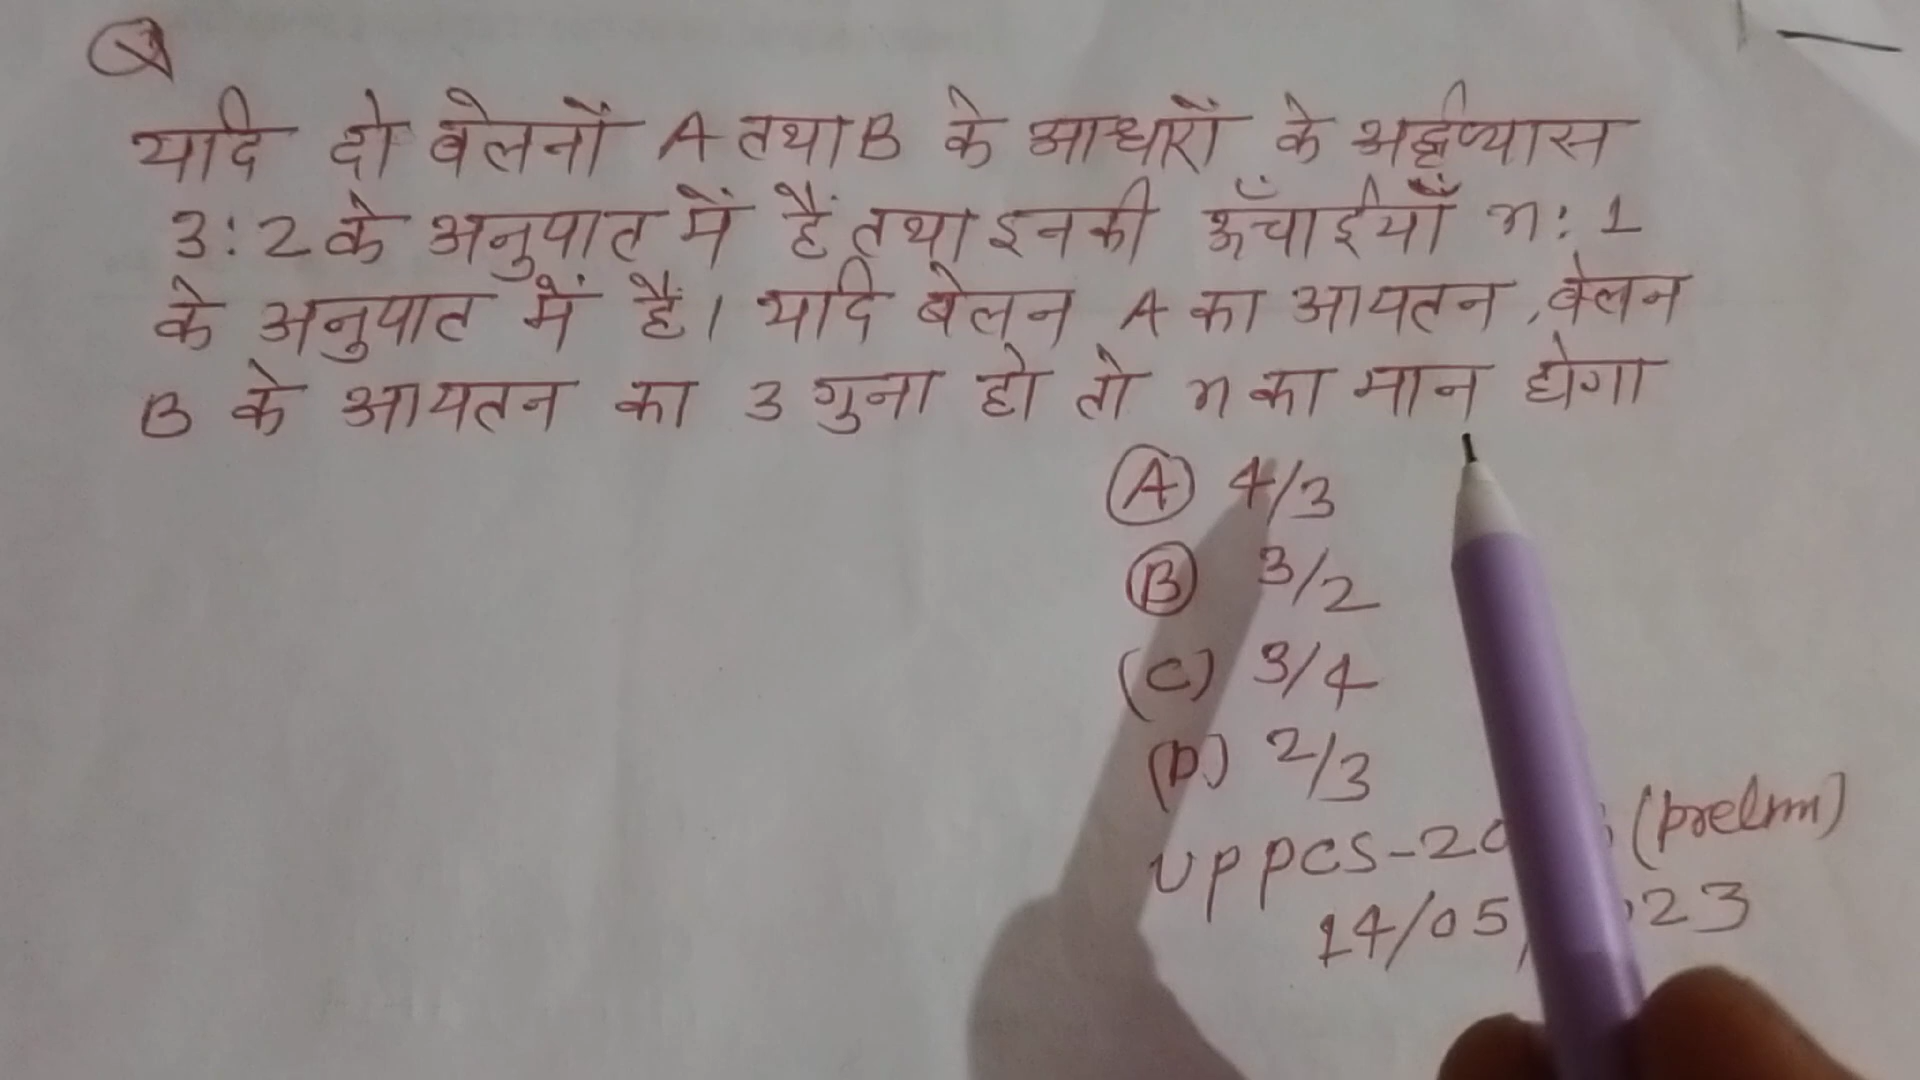 Q
यदि दो बेलनों A तथा B के आधारों के अर्द्धव्यास
3:2 के अनुपात में हैं तथा इनकी ऊँचाईयाँ n:1
के अनुपात में हैं। यदि बेलन A का आयतन, बेलन
B के आयतन का 3 गुना हो तो n का मान होगा
(A) 4/3
(B) 3/2
(C) 3/4
(D) 2/3
UPPCS-20 (prelim)
14/05/ 23